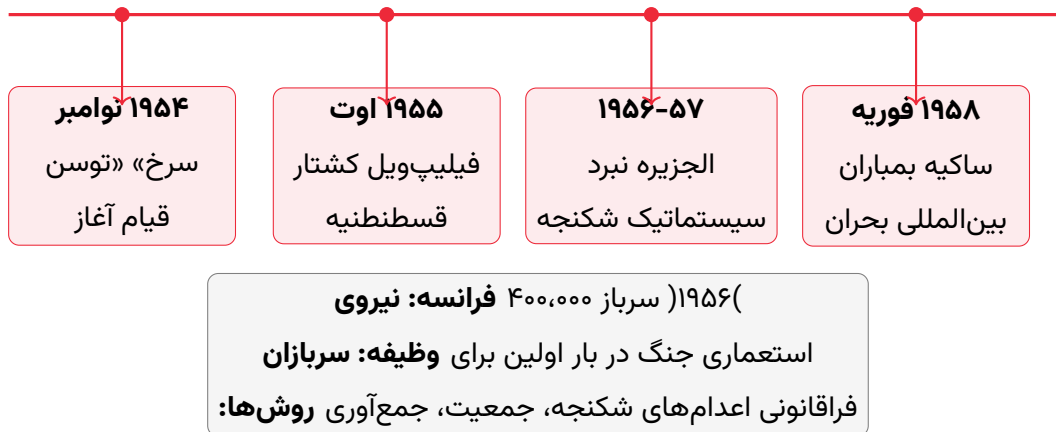 ۱۹۵۴ نوامبر
سرخ» «توسن
قیام آغاز
۱۹۵۵ اوت
فیلیپ‌ویل کشتار
قسطنطنیه
۱۹۵۶-۵۷
الجزیره نبرد
سیستماتیک شکنجه
۱۹۵۸ فوریه
ساکیه بمباران
بین‌المللی بحران
)۱۹۵۶( سرباز ۴۰۰،۰۰۰ فرانسه: نیروی
استعماری جنگ در بار اولین برای وظیفه: سربازان
فراقانونی اعدام‌های شکنجه، جمعیت، جمع‌آوری روش‌ها: